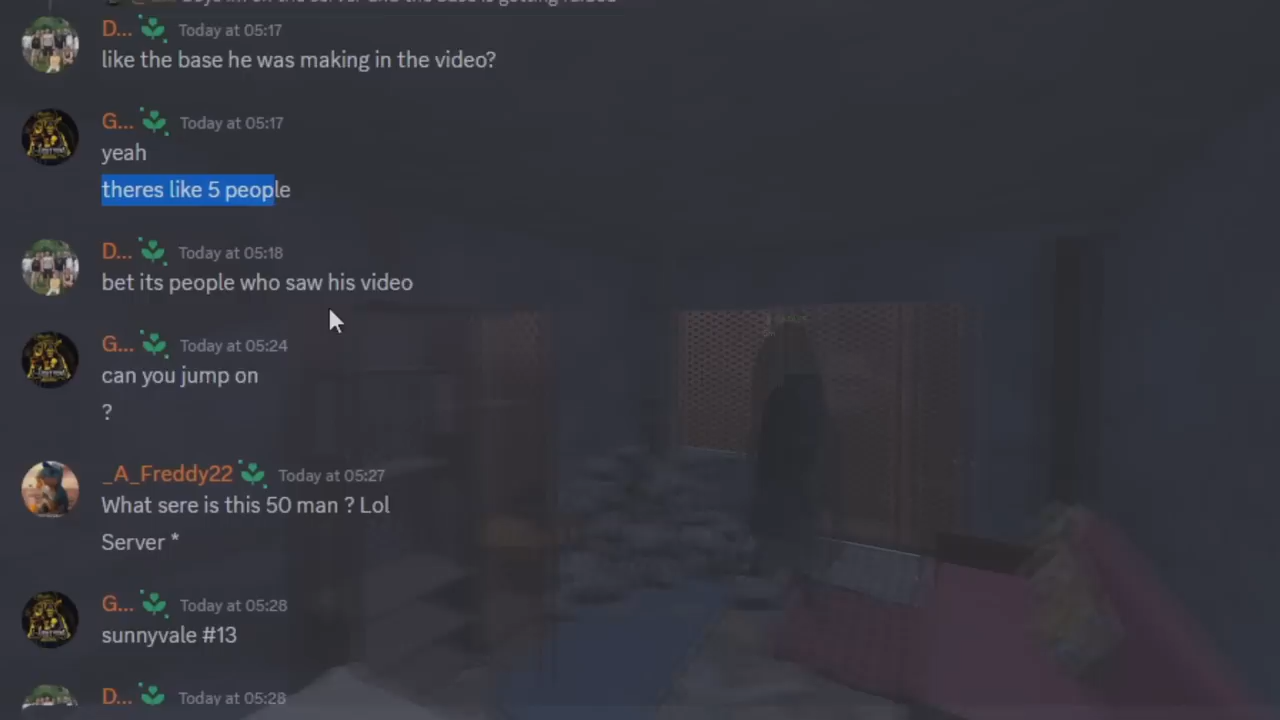 D... Today at 05:17
like the base he was making in the video?
G... Today at 05:17
yeah
theres like 5 people
D... Today at 05:18
bet its people who saw his video
G... Today at 05:24
can you jump on
?
_A_Freddy22 Today at 05:27
What sere is this 50 man ? Lol
Server *
G... Today at 05:28
sunnyvale #13
D... Today at 05:28